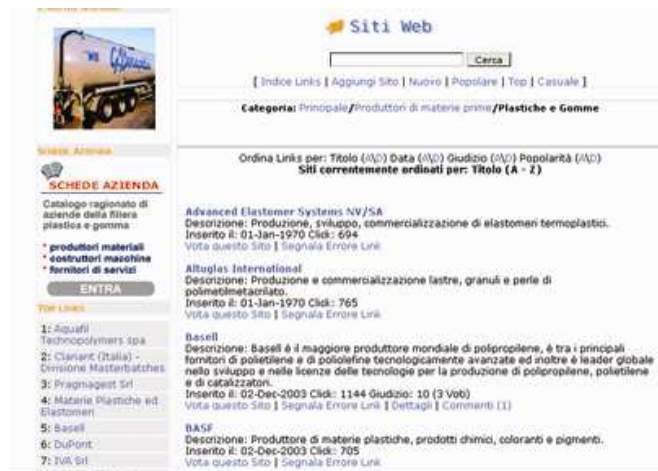 Siti Web
Cerca
[ Indice Links | Aggiungi Sito | Nuovo | Popolare | Top | Casuale ]
Categoria: Principale/Produttori di materie prime/Plastiche e Gomme
SCHEDE AZIENDA
SCHEDE AZIENDA
Catalogo ragionato di
aziende della filiera
plastica e gomma
* produttori materiali
* costruttori macchine
* fornitori di servizi
ENTRA
TOP LINKS
1: Aquafil
Technopolymers spa
2: Clariant (Italia) -
Divisione Masterbatches
3: Pragmagest Srl
4: Materie Plastiche ed
Elastomeri
5: Basell
6: DuPont
7: IVA Srl
Ordina Links per: Titolo (A\D) Data (A\D) Giudizio (A\D) Popolarità (A\D)
Siti correntemente ordinati per: Titolo (A - Z)
Advanced Elastomer Systems NV/SA
Descrizione: Produzione, sviluppo, commercializzazione di elastomeri termoplastici.
Inserito il: 01-Jan-1970 Click: 694
Vota questo Sito | Segnala Errore Link
Altuglas International
Descrizione: Produzione e commercializzazione lastre, granuli e perle di
polimetilmetacrilato.
Inserito il: 01-Jan-1970 Click: 765
Vota questo Sito | Segnala Errore Link
Basell
Descrizione: Basell è il maggiore produttore mondiale di polipropilene, è tra i principali
fornitori di polietilene e di poliolefine tecnologicamente avanzate ed inoltre è leader globale
nello sviluppo e nelle licenze delle tecnologie per la produzione di polipropilene, polietilene
e di catalizzatori.
Inserito il: 02-Dec-2003 Click: 1144 Giudizio: 10 (3 Voti)
Vota questo Sito | Segnala Errore Link | Dettagli | Commenti (1)
BASF
Descrizione: Produttore di materie plastiche, prodotti chimici, coloranti e pigmenti.
Inserito il: 02-Dec-2003 Click: 705
Vota questo Sito | Segnala Errore Link